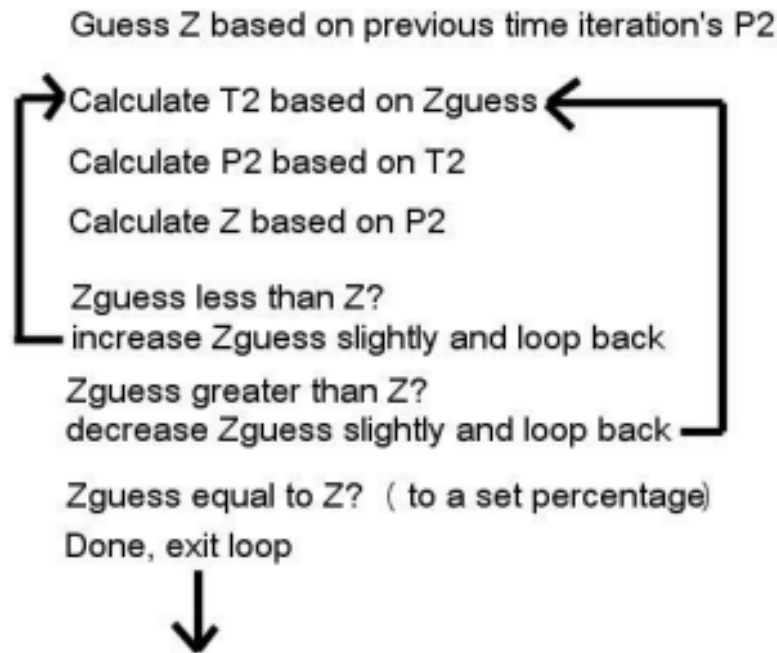 Guess Z based on previous time iteration's P2
Calculate T2 based on Zguess
Calculate P2 based on T2
Calculate Z based on P2
Zguess less than Z?
increase Zguess slightly and loop back
Zguess greater than Z?
decrease Zguess slightly and loop back
Zguess equal to Z? ( to a set percentage)
Done, exit loop